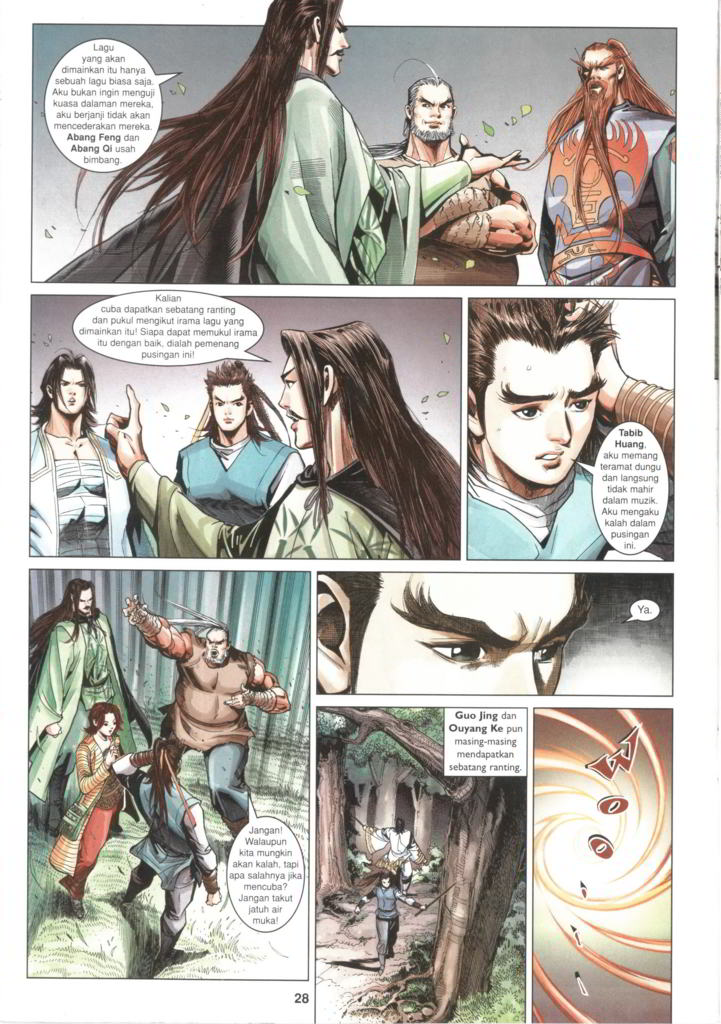 Lagu
yang akan
dimainkan itu hanya
sebuah lagu biasa saja.
Aku bukan ingin menguji
kuasa dalaman mereka,
aku berjanji tidak akan
mencederakan mereka.
Abang Feng dan
Abang Qi usah
bimbang.
Kalian
cuba dapatkan sebatang ranting
dan pukul mengikut irama lagu yang
dimainkan itu! Siapa dapat memukul irama
itu dengan baik, dialah pemenang
pusingan ini!
Tabib
Huang,
aku memang
teramat dungu
dan langsung
tidak mahir
dalam muzik.
Aku mengaku
kalah dalam
pusingan
ini.
Jangan!
Walaupun
kita mungkin
akan kalah, tapi
apa salahnya jika
mencuba?
Jangan takut
jatuh air
muka!
Ya.
Guo Jing dan
Ouyang Ke pun
masing-masing
mendapatkan
sebatang ranting.
WOO...!
28